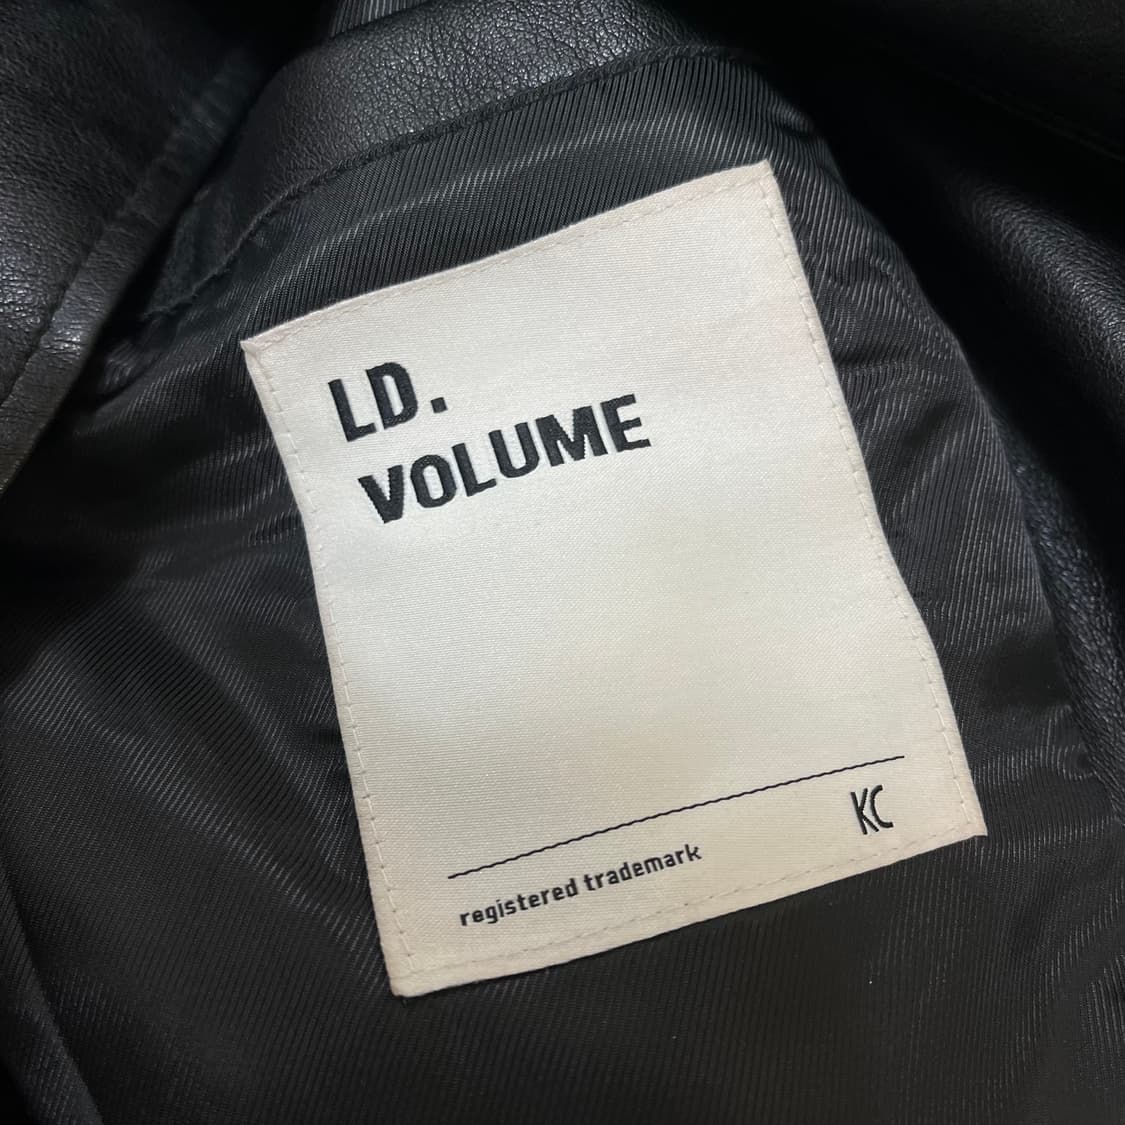 LD.
VOLUME
KC
registered trademark